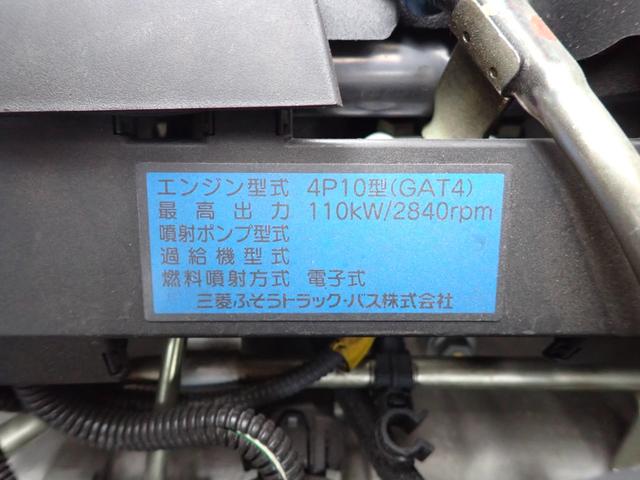 エンジン型式 4P10型(GAT4)
最高出力 110kW/2840rpm
噴射ポンプ型式
過給機型式
燃料噴射方式 電子式
三菱ふそうトラック・バス株式会社